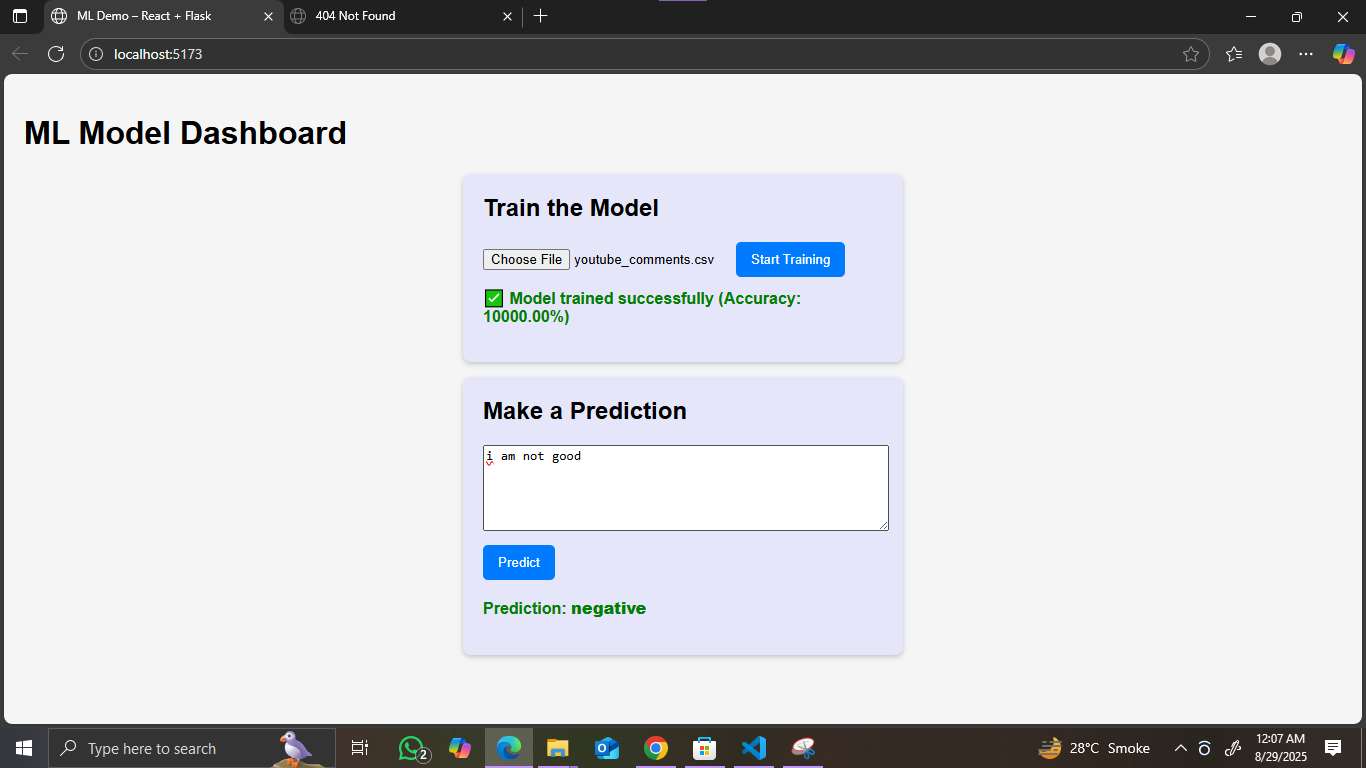 ML Demo – React + Flask
404 Not Found
localhost:5173
ML Model Dashboard
Train the Model
Choose File youtube_comments.csv Start Training
✅ Model trained successfully (Accuracy:
10000.00%)
Make a Prediction
i am not good
Predict
Prediction: negative
Type here to search
2
28°C Smoke
12:07 AM
8/29/2025